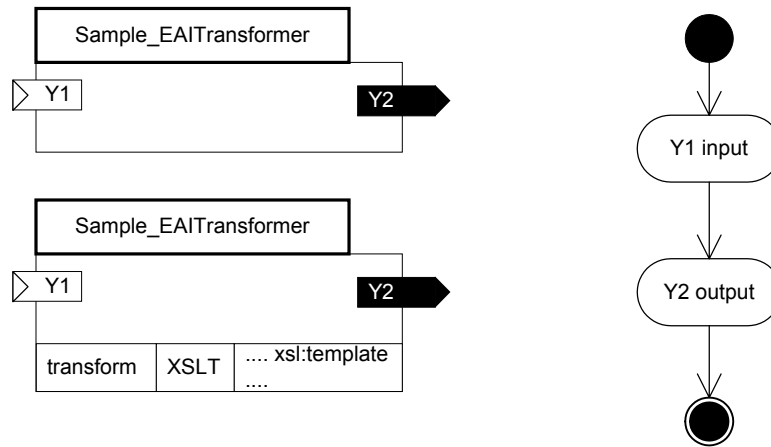 Sample_EAITransformer
Y1
Y2
Sample_EAITransformer
Y1
Y2
transform
XSLT
.... xsl:template
....
Y1 input
Y2 output